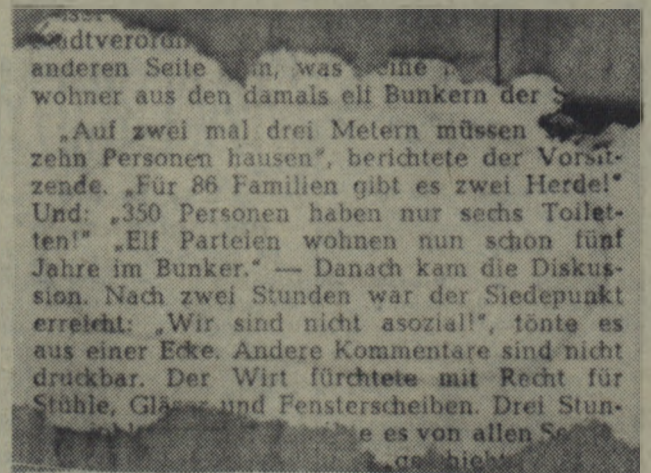 anderen Seite
wohner aus den damals elf Bunkern der
„Auf zwei mal drei Metern müssen
zehn Personen hausen", berichtete der Vorsit-
zende. „Für 86 Familien gibt es zwei Herde!"
Und: „350 Personen haben nur sechs Toilet-
ten!" „Elf Parteien wohnen nun schon fünf
Jahre im Bunker." — Danach kam die Diskus-
sion. Nach zwei Stunden war der Siedepunkt
erreicht: „Wir sind nicht asozial!", tönte es
aus einer Ecke. Andere Kommentare sind nicht
druckbar. Der Wirt fürchtete mit Recht für
Stühle, Gläser und Fensterscheiben. Drei Stun-
es von allen